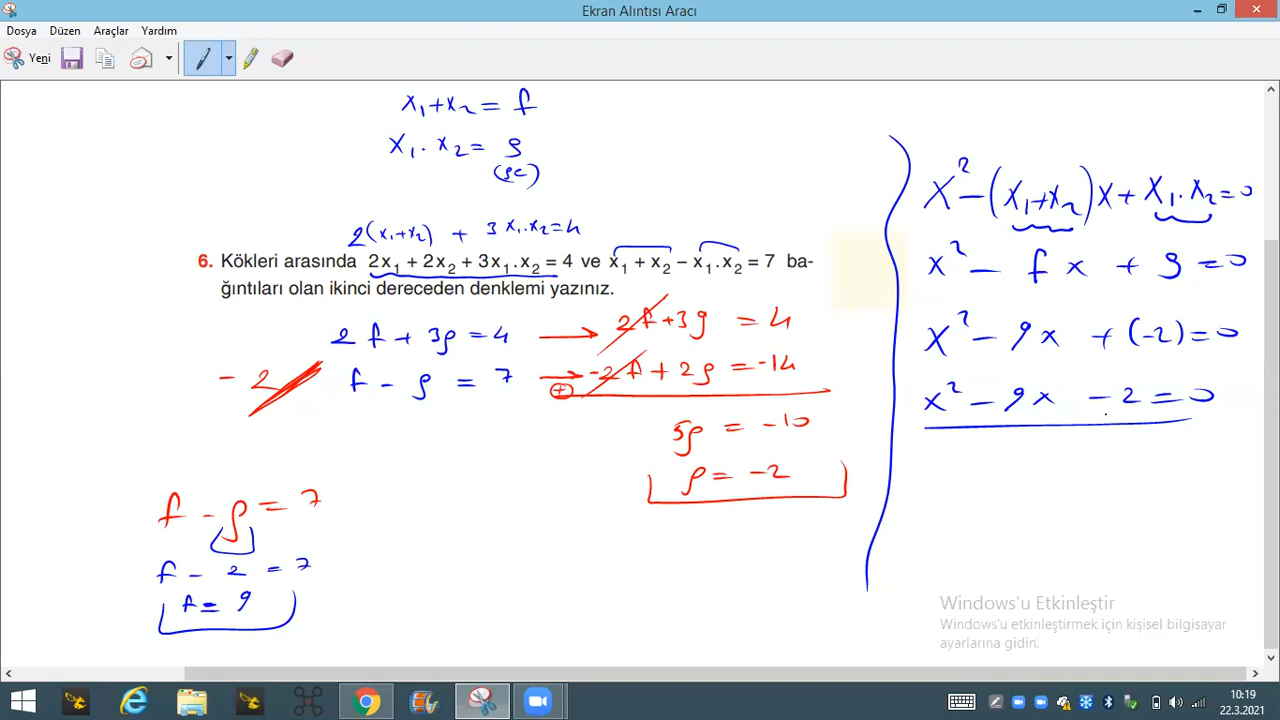 Ekran Alıntısı Aracı
Dosya Düzen Araçlar Yardım
Yeni
x₁+x₂ = f
x₁.x₂ = g
2(x₁+x₂) + 3x₁.x₂=4
6. Kökleri arasında 2x₁ + 2x₂ + 3x₁.x₂ = 4 ve x₁ + x₂ − x₁.x₂ = 7 ba-
ğıntıları olan ikinci dereceden denklemi yazınız.
2f + 3g = 4 → 2f+3g = 4
-2 f - g = 7 → -2f + 2g = -14
(+)
5g = -10
g = -2
f - g = 7
f - 2 = 7
f = 9
x² - (x₁+x₂)x + x₁.x₂ = 0
x² - fx + g = 0
x² - 9x + (-2) = 0
x² - 9x - 2 = 0
Windows'u Etkinleştir
Windows'u etkinleştirmek için kişisel bilgisayar
ayarlarına gidin.
10:19
22.3.2021